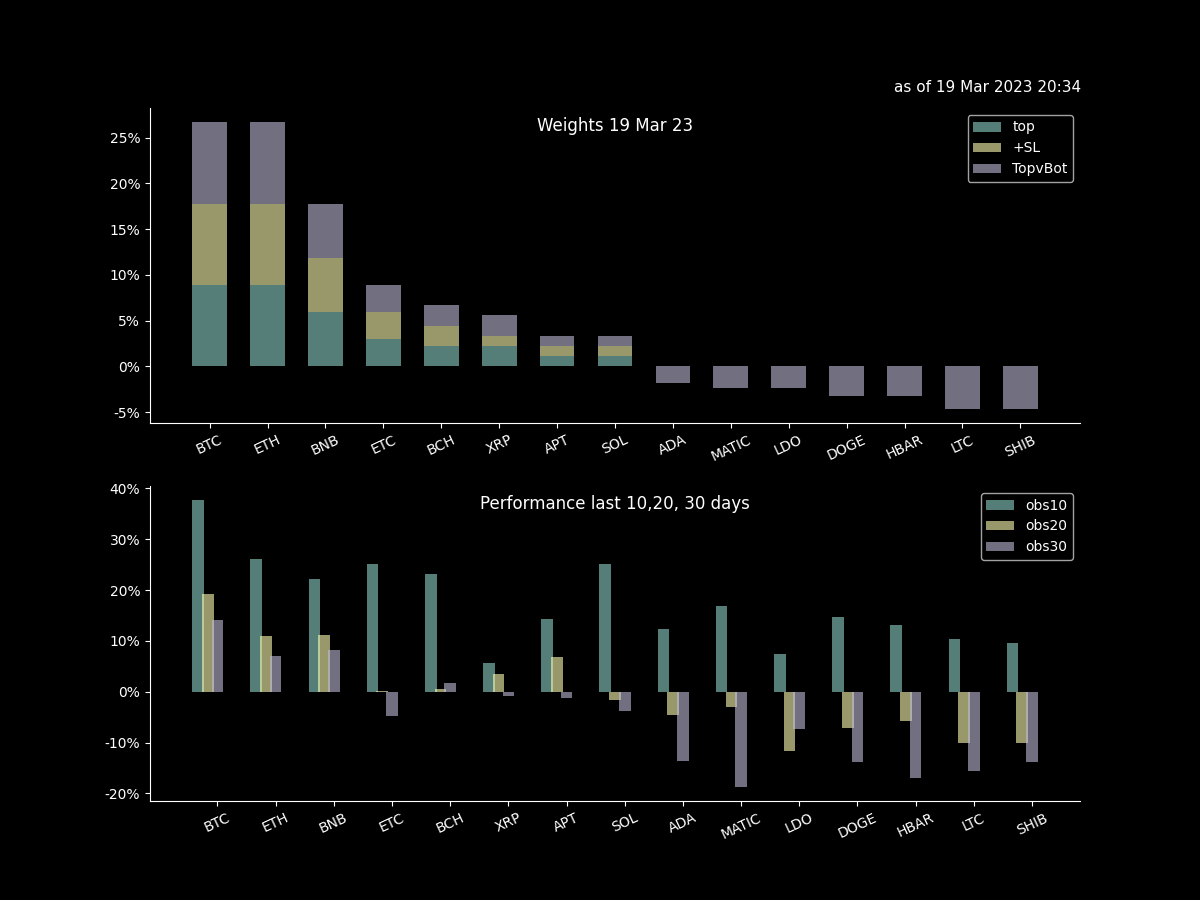 as of 19 Mar 2023 20:34
Weights 19 Mar 23
top
+SL
TopvBot
25%
20%
15%
10%
5%
0%
-5%
BTC ETH BNB ETC BCH XRP APT SOL ADA MATIC LDO DOGE HBAR LTC SHIB
Performance last 10,20, 30 days
obs10
obs20
obs30
40%
30%
20%
10%
0%
-10%
-20%
BTC ETH BNB ETC BCH XRP APT SOL ADA MATIC LDO DOGE HBAR LTC SHIB